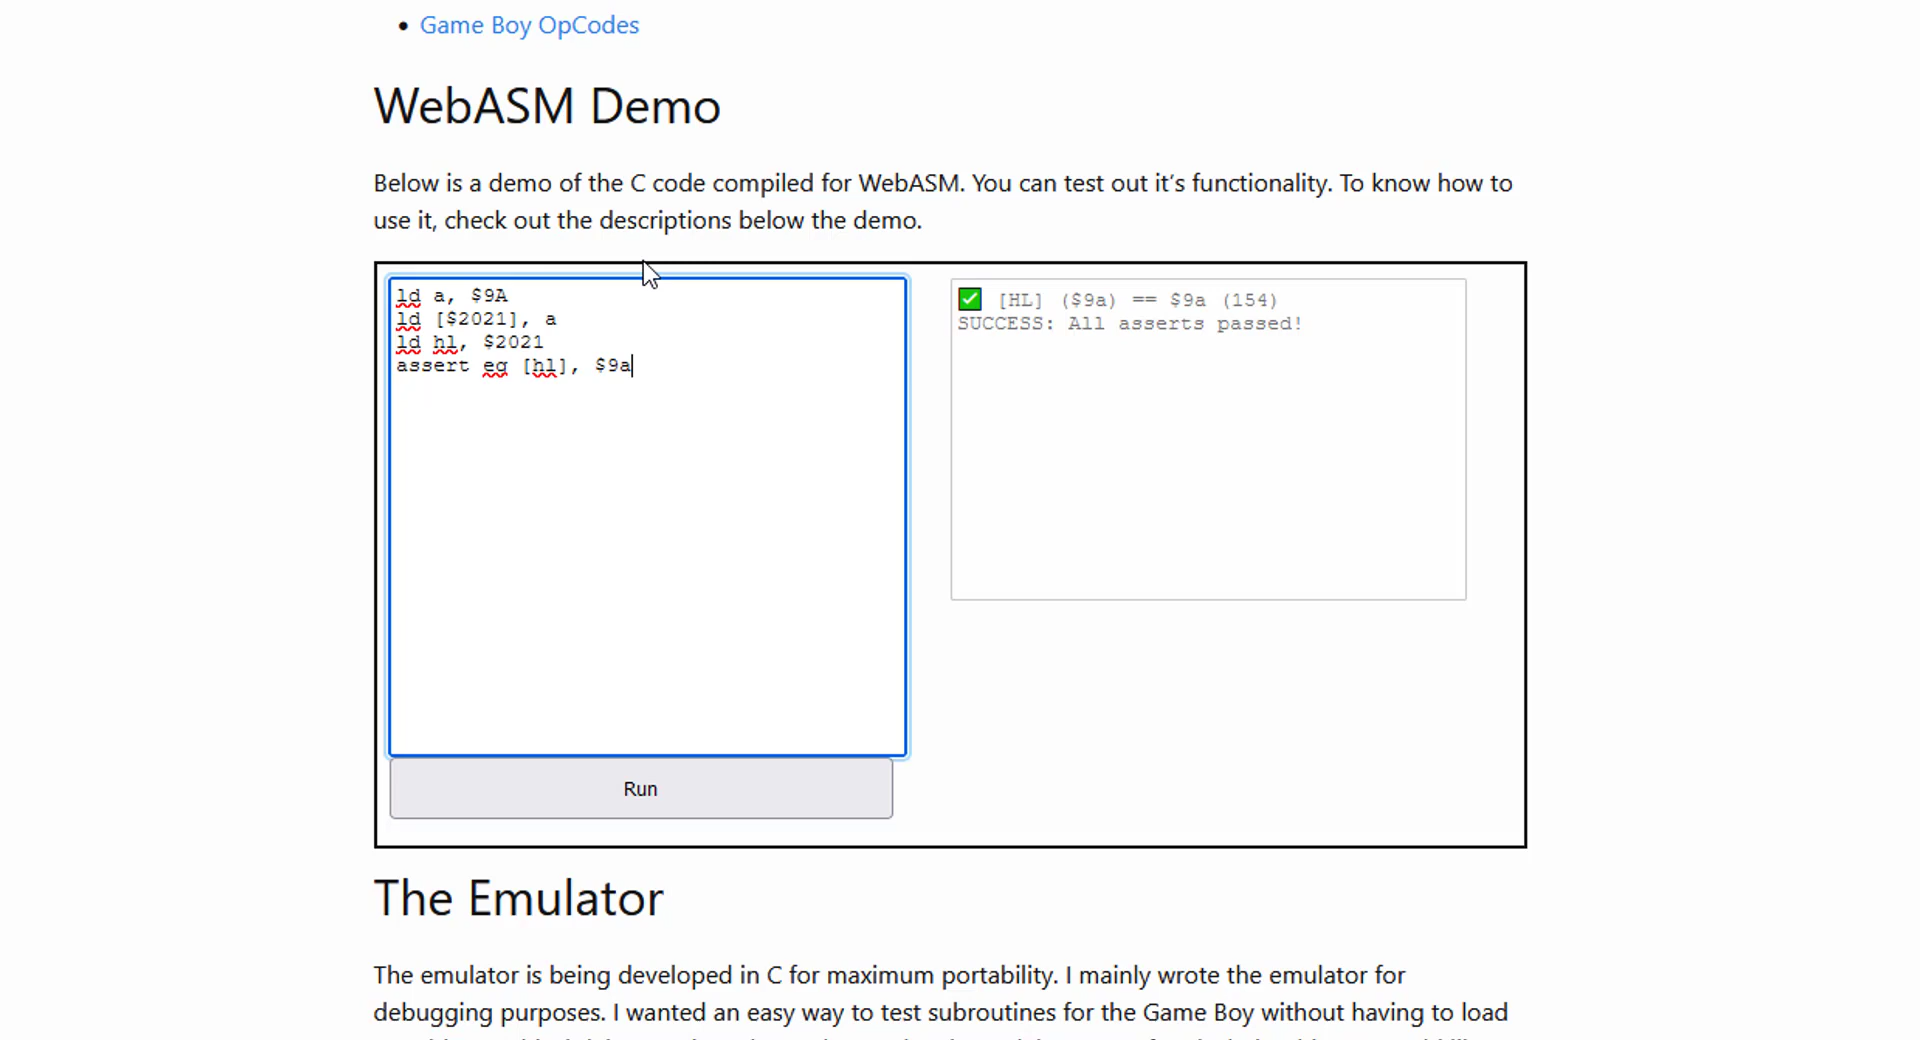 Game Boy OpCodes
WebASM Demo
Below is a demo of the C code compiled for WebASM. You can test out it’s functionality. To know how to
use it, check out the descriptions below the demo.
ld a, $9A
ld [$2021], a
ld hl, $2021
assert eq [hl], $9a
✅ [HL] ($9a) == $9a (154)
SUCCESS: All asserts passed!
Run
The Emulator
The emulator is being developed in C for maximum portability. I mainly wrote the emulator for
debugging purposes. I wanted an easy way to test subroutines for the Game Boy without having to load